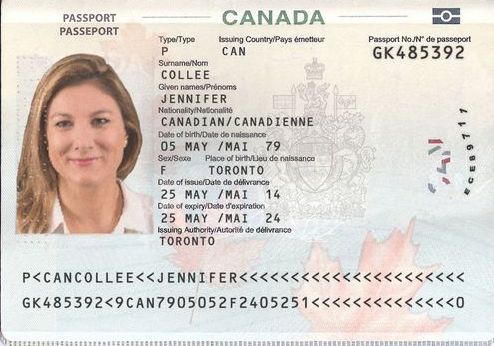 PASSPORT
PASSEPORT
CANADA
Type/Type Issuing Country/Pays émetteur Passport No./N° de passeport
P CAN GK485392
Surname/Nom
COLLEE
Given names/Prénoms
JENNIFER
Nationality/Nationalité
CANADIAN/CANADIENNE
Date of birth/Date de naissance
05 MAY /MAI 79
Sex/Sexe Place of birth/Lieu de naissance
F TORONTO
Date of issue/Date de délivrance
25 MAY /MAI 14
Date of expiry/Date d'expiration
25 MAY /MAI 24
Issuing Authority/Autorité de délivrance
TORONTO
P<CANCOLLEE<<JENNIFER<<<<<<<<<<<<<<<<<<<<<<<
GK485392<9CAN7905052F2405251<<<<<<<<<<<<<<0